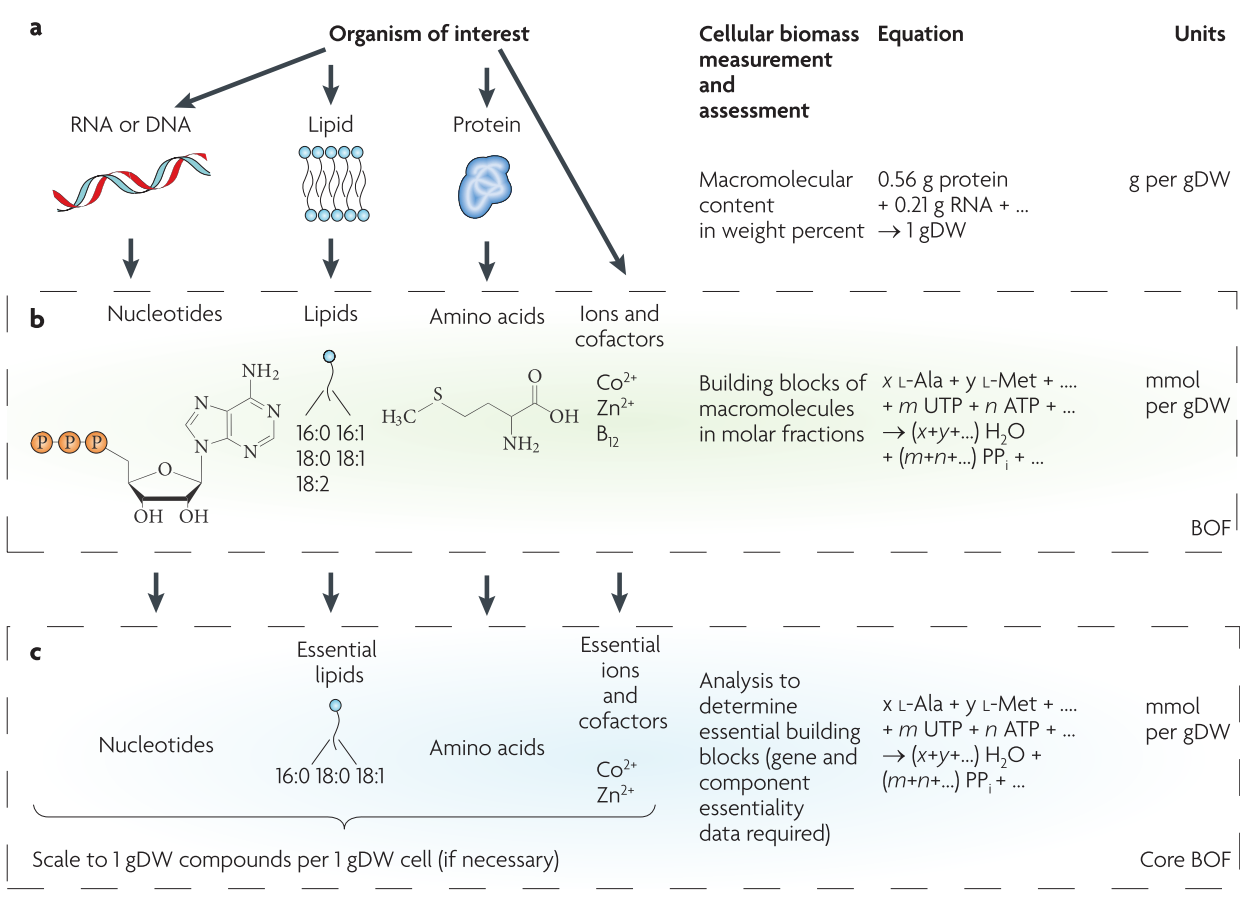 a
Organism of interest
Cellular biomass
measurement
and
assessment
Equation
Units
RNA or DNA
Lipid
Protein
Macromolecular
content
in weight percent
0.56 g protein
+ 0.21 g RNA + ...
→ 1 gDW
g per gDW
b
Nucleotides
Lipids
Amino acids
Ions and
cofactors
NH₂
N
N
N
N
P P P
O
OH OH
16:0 16:1
18:0 18:1
18:2
H₃C
S
O
OH
NH₂
Co²⁺
Zn²⁺
B₁₂
Building blocks of
macromolecules
in molar fractions
x L-Ala + y L-Met + ....
+ m UTP + n ATP + ...
→ (x+y+...) H₂O
+ (m+n+...) PPᵢ + ...
mmol
per gDW
BOF
c
Nucleotides
Essential
lipids
16:0 18:0 18:1
Amino acids
Essential
ions
and
cofactors
Co²⁺
Zn²⁺
Analysis to
determine
essential building
blocks (gene and
component
essentiality
data required)
x L-Ala + y L-Met + ....
+ m UTP + n ATP + ...
→ (x+y+...) H₂O +
(m+n+...) PPᵢ + ...
mmol
per gDW
Scale to 1 gDW compounds per 1 gDW cell (if necessary)
Core BOF